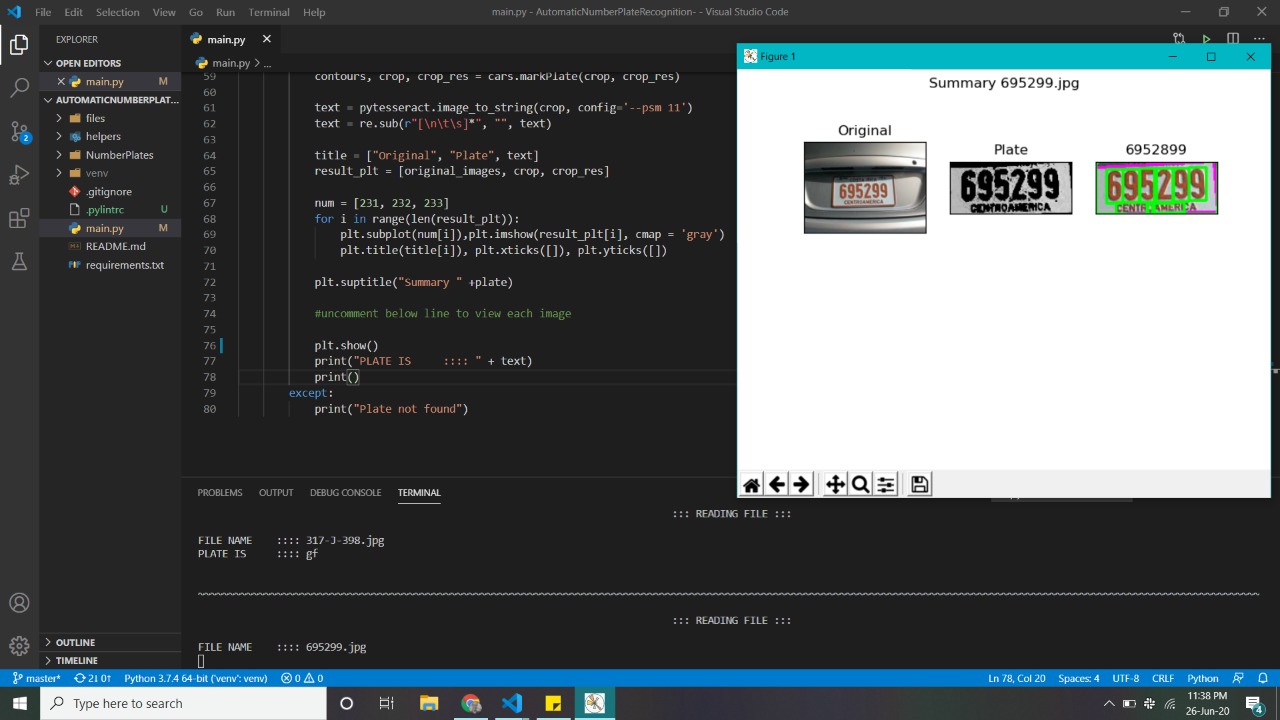 File Edit Selection View Go Run Terminal Help
main.py - AutomaticNumberPlateRecognition- - Visual Studio Code
EXPLORER
OPEN EDITORS
main.py M
AUTOMATICNUMBERPLAT...
files
helpers
NumberPlates
venv
.gitignore
.pylintrc U
main.py M
README.md
requirements.txt
OUTLINE
TIMELINE
main.py
main.py > ...
59 contours, crop, crop_res = cars.markPlate(crop, crop_res)
60
61 text = pytesseract.image_to_string(crop, config='--psm 11')
62 text = re.sub(r"[\n\t\s]*", "", text)
63
64 title = ["Original", "Plate", text]
65 result_plt = [original_images, crop, crop_res]
66
67 num = [231, 232, 233]
68 for i in range(len(result_plt)):
69 plt.subplot(num[i]),plt.imshow(result_plt[i], cmap = 'gray')
70 plt.title(title[i]), plt.xticks([]), plt.yticks([])
71
72 plt.suptitle("Summary " +plate)
73
74 #uncomment below line to view each image
75
76 plt.show()
77 print("PLATE IS     :::: " + text)
78 print()
79 except:
80 print("Plate not found")
Figure 1
Summary 695299.jpg
Original
695299
CENTROAMERICA
Plate
695299
CENTROAMERICA
6952899
695299
CENTROAMERICA
PROBLEMS OUTPUT DEBUG CONSOLE TERMINAL
::: READING FILE :::
FILE NAME    :::: 317-J-398.jpg
PLATE IS     :::: gf
~~~~~~~~~~~~~~~~~~~~~~~~~~~~~~~~
::: READING FILE :::
FILE NAME    :::: 695299.jpg
2
master* 2↓ 0↑ Python 3.7.4 64-bit ('venv': venv) 0 0
Ln 78, Col 20 Spaces: 4 UTF-8 CRLF Python
Type here to search
11:38 PM
26-Jun-20
4